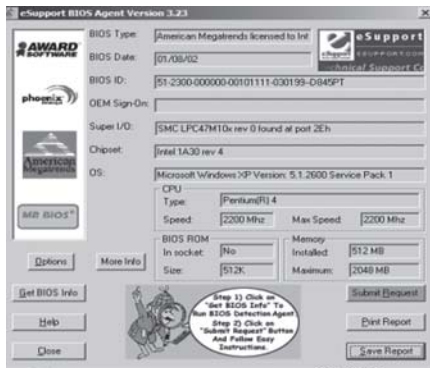 eSupport BIOS Agent Version 3.23
AWARD
SOFTWARE
phoenix
American
Megatrends
MR BIOS
BIOS Type: American Megatrends licensed to Int
BIOS Date: 01/08/02
eSupport
ESUPPORT.COM
chnical Support Co
BIOS ID: 51-2300-000000-00101111-030199-D845PT
OEM Sign-On:
Super I/O: SMC LPC47M10x rev 0 found at port 2Eh
Chipset: Intel 1A30 rev 4
OS: Microsoft Windows XP Version: 5.1.2600 Service Pack 1
CPU
Type: Pentium(R) 4
Speed: 2200 Mhz Max Speed: 2200 Mhz
BIOS ROM
In socket: No
Size: 512K
Memory
Installed: 512 MB
Maximum: 2048 MB
Options
More Info
Get BIOS Info
Help
Close
Step 1) Click on
"Get BIOS Info" To
Run BIOS Detection Agent
Step 2) Click on
"Submit Request" Button
And Follow Easy
Instructions.
Submit Request
Print Report
Save Report